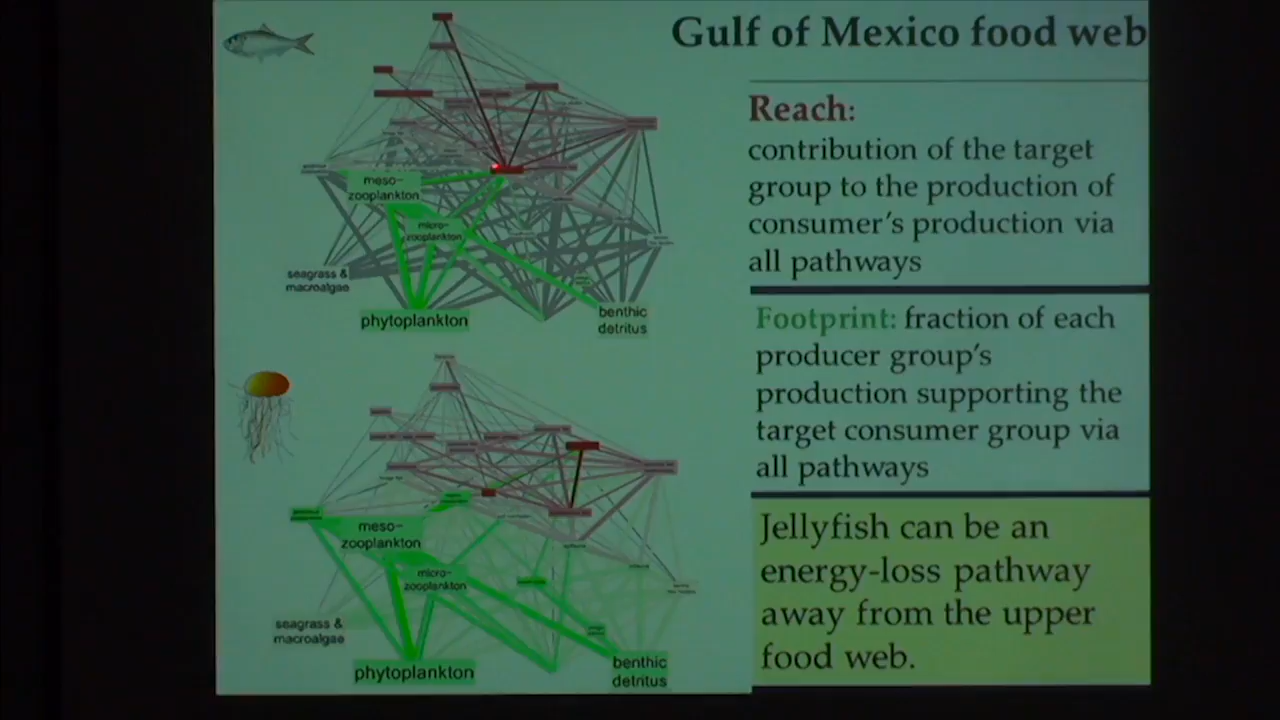 Gulf of Mexico food web
Reach:
contribution of the target
group to the production of
consumer's production via
all pathways
Footprint: fraction of each
producer group's
production supporting the
target consumer group via
all pathways
Jellyfish can be an
energy-loss pathway
away from the upper
food web.
meso-
zooplankton
micro-
zooplankton
seagrass &
macroalgae
phytoplankton
benthic
detritus
meso-
zooplankton
micro-
zooplankton
seagrass &
macroalgae
phytoplankton
benthic
detritus